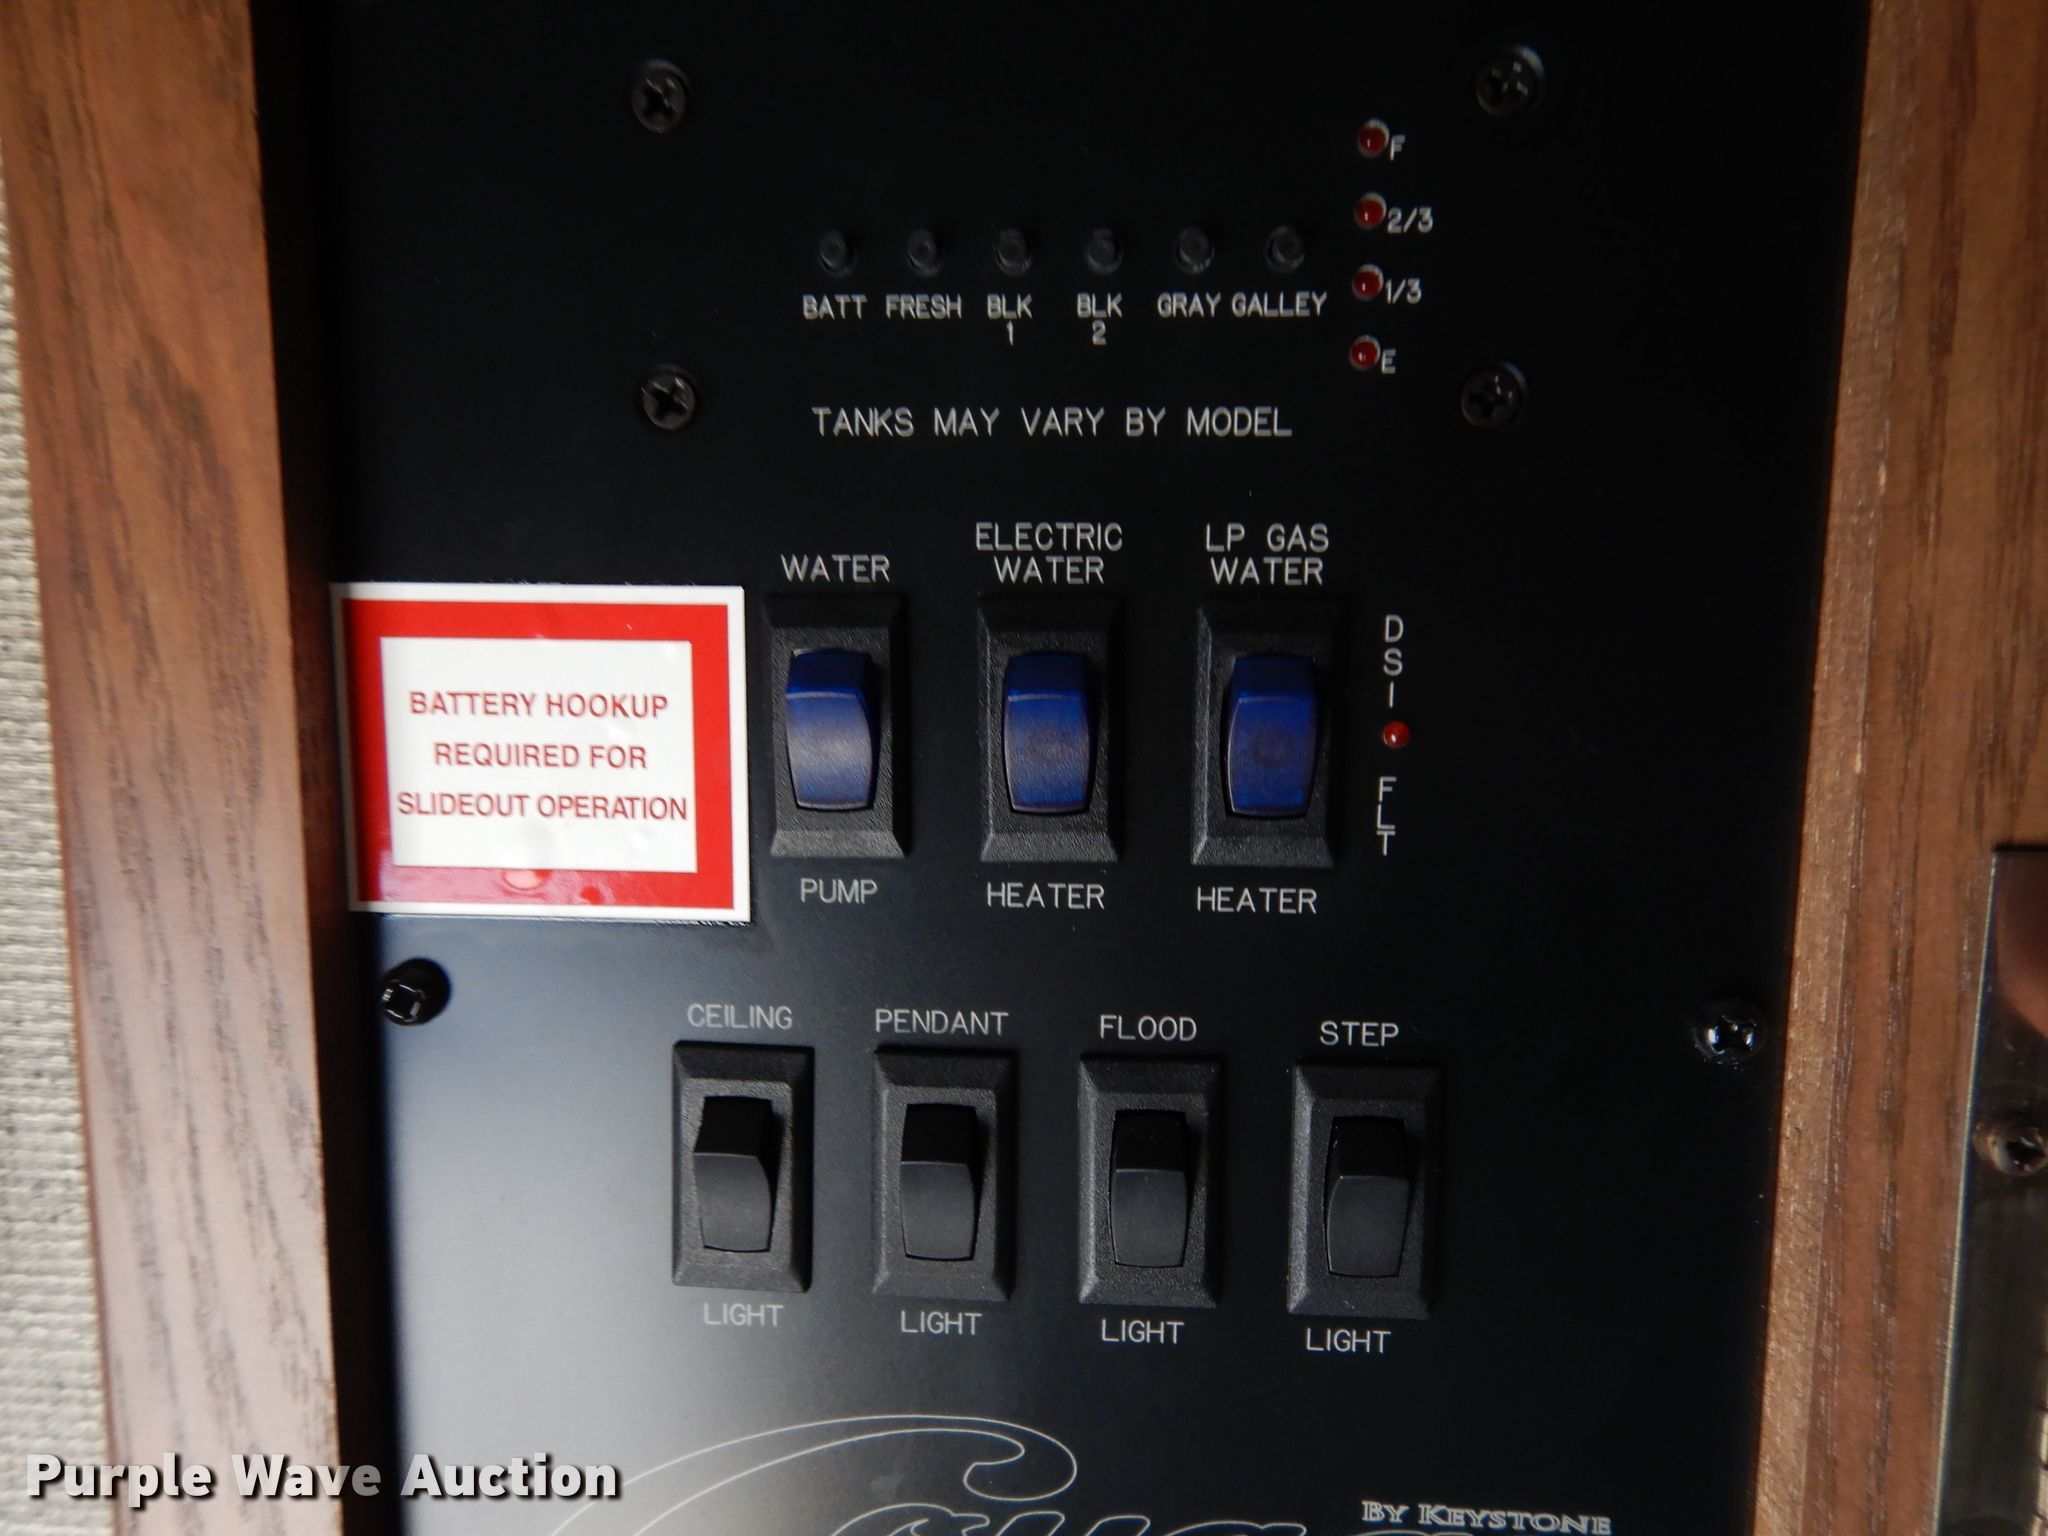 F
2/3
1/3
E
BATT FRESH BLK 1 BLK 2 GRAY GALLEY
TANKS MAY VARY BY MODEL
WATER
PUMP
ELECTRIC
WATER
HEATER
LP GAS
WATER
HEATER
DSI
FLT
BATTERY HOOKUP
REQUIRED FOR
SLIDEOUT OPERATION
CEILING
LIGHT
PENDANT
LIGHT
FLOOD
LIGHT
STEP
LIGHT
BY KEYSTONE
Purple Wave Auction